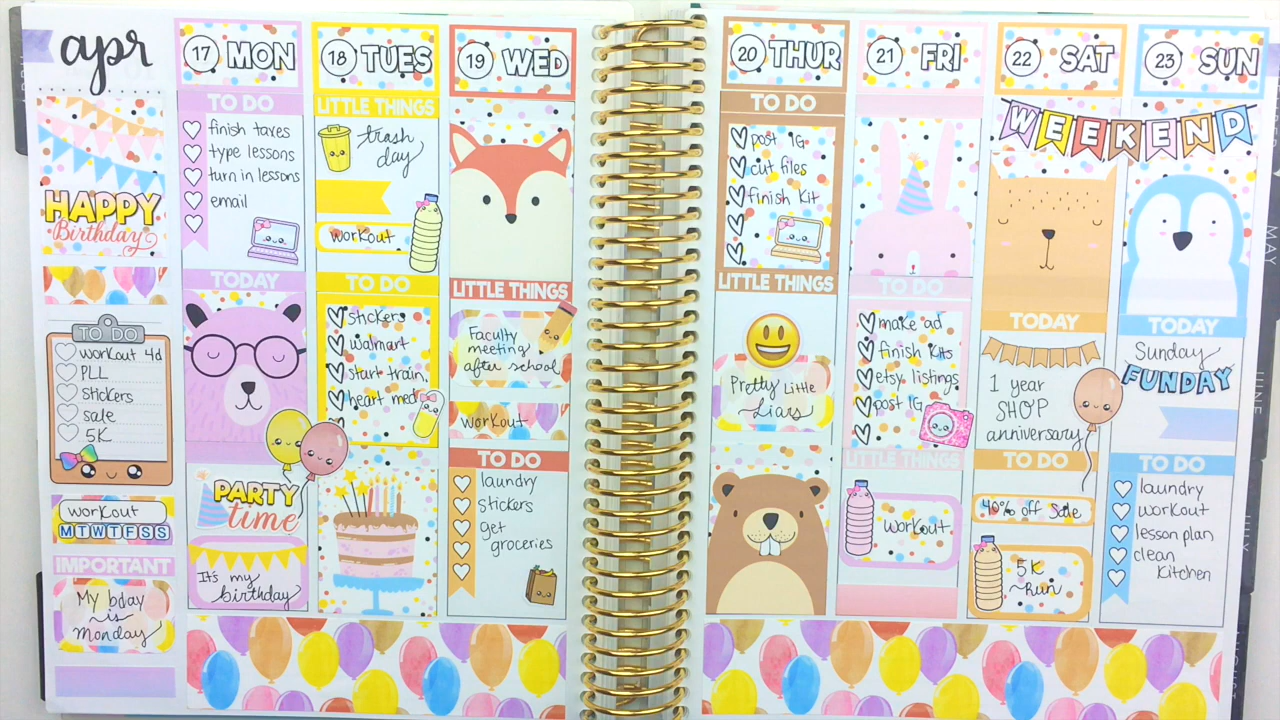 apr
HAPPY
Birthday
TO DO
workout 4d
PLL
stickers
sale
5K
workout
M T W T F S S
IMPORTANT
My bday
~is
monday
17 MON
TO DO
finish taxes
type lessons
turn in lessons
email
TODAY
PARTY
time
It's my
birthday
18 TUES
LITTLE THINGS
trash
day
workout
TO DO
stickers
walmart
start train.
heart med
19 WED
LITTLE THINGS
Faculty
meeting
after school
workout
TO DO
laundry
stickers
get
groceries
20 THUR
TO DO
post IG
cut files
finish Kit
LITTLE THINGS
Pretty Little
Liars
21 FRI
TO DO
make ad
finish Kits
etsy listings
post IG
LITTLE THINGS
workout
22 SAT
23 SUN
WEEKEND
TODAY
1 year
SHOP
anniversary
TO DO
40% off Sale
5K
~Run
TODAY
Sunday
FUNDAY
TO DO
laundry
workout
lesson plan
clean
Kitchen
MAY
JUNE
JULY
AUGUST